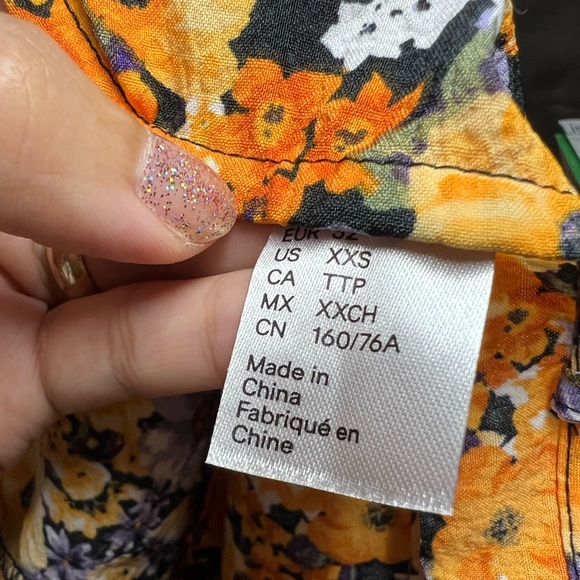 EUR 32
US XXS
CA TTP
MX XXCH
CN 160/76A
Made in
China
Fabriqué en
Chine